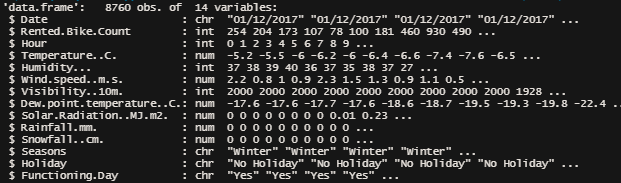 'data.frame':   8760 obs. of  14 variables:
 $ Date                     : chr  "01/12/2017" "01/12/2017" "01/12/2017" "01/12/2017" ...
 $ Rented.Bike.Count        : int  254 204 173 107 78 100 181 460 930 490 ...
 $ Hour                     : int  0 1 2 3 4 5 6 7 8 9 ...
 $ Temperature..C.          : num  -5.2 -5.5 -6 -6.2 -6 -6.4 -6.6 -7.4 -7.6 -6.5 ...
 $ Humidity...              : int  37 38 39 40 36 37 35 38 37 27 ...
 $ Wind.speed..m.s.         : num  2.2 0.8 1 0.9 2.3 1.5 1.3 0.9 1.1 0.5 ...
 $ Visibility..10m.         : int  2000 2000 2000 2000 2000 2000 2000 2000 2000 1928 ...
 $ Dew.point.temperature..C.: num  -17.6 -17.6 -17.7 -17.6 -18.6 -18.7 -19.5 -19.3 -19.8 -22.4 ..
 $ Solar.Radiation..MJ.m2.  : num  0 0 0 0 0 0 0 0 0.01 0.23 ...
 $ Rainfall.mm.             : num  0 0 0 0 0 0 0 0 0 0 ...
 $ Snowfall..cm.            : num  0 0 0 0 0 0 0 0 0 0 ...
 $ Seasons                  : chr  "Winter" "Winter" "Winter" "Winter" ...
 $ Holiday                  : chr  "No Holiday" "No Holiday" "No Holiday" "No Holiday" ...
 $ Functioning.Day          : chr  "Yes" "Yes" "Yes" "Yes" ...